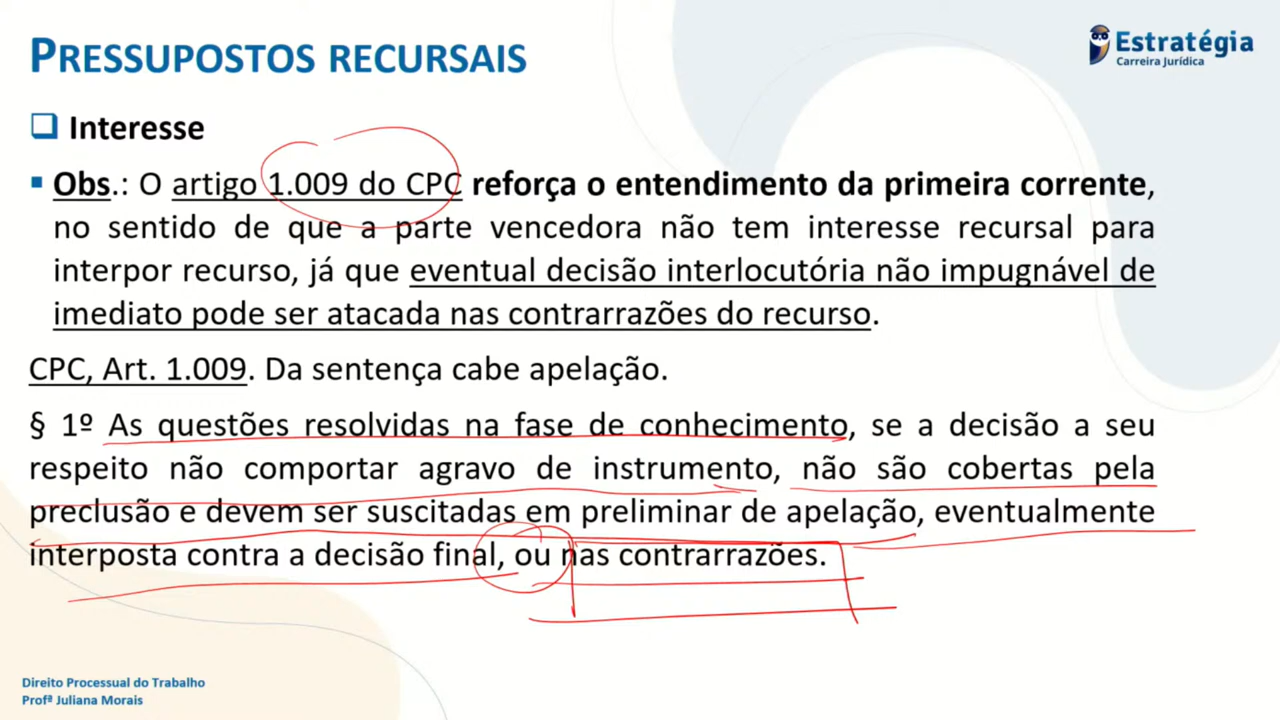 PRESSUPOSTOS RECURSAIS
Estratégia
Carreira Jurídica
Interesse
Obs.: O artigo 1.009 do CPC reforça o entendimento da primeira corrente,
no sentido de que a parte vencedora não tem interesse recursal para
interpor recurso, já que eventual decisão interlocutória não impugnável de
imediato pode ser atacada nas contrarrazões do recurso.
CPC, Art. 1.009. Da sentença cabe apelação.
§ 1º As questões resolvidas na fase de conhecimento, se a decisão a seu
respeito não comportar agravo de instrumento, não são cobertas pela
preclusão e devem ser suscitadas em preliminar de apelação, eventualmente
interposta contra a decisão final, ou nas contrarrazões.
Direito Processual do Trabalho
Profª Juliana Morais